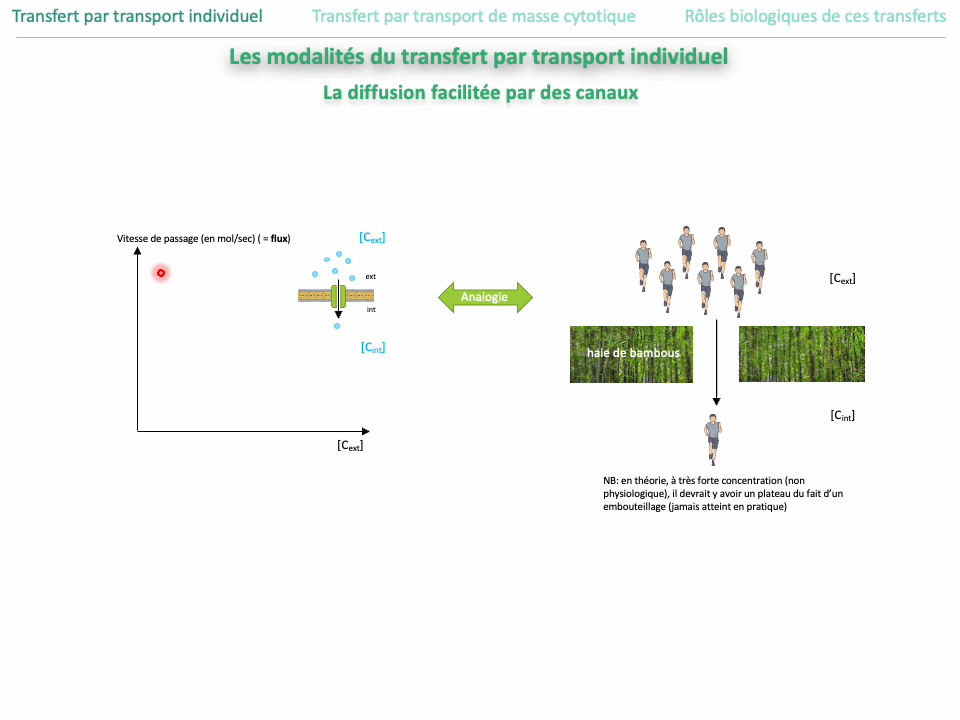 Transfert par transport individuel
Transfert par transport de masse cytotique
Rôles biologiques de ces transferts
Les modalités du transfert par transport individuel
La diffusion facilitée par des canaux
Vitesse de passage (en mol/sec) ( = flux)
[Cext]
ext
int
[Cint]
[Cext]
Analogie
[Cext]
haie de bambous
[Cint]
NB: en théorie, à très forte concentration (non
physiologique), il devrait y avoir un plateau du fait d’un
embouteillage (jamais atteint en pratique)